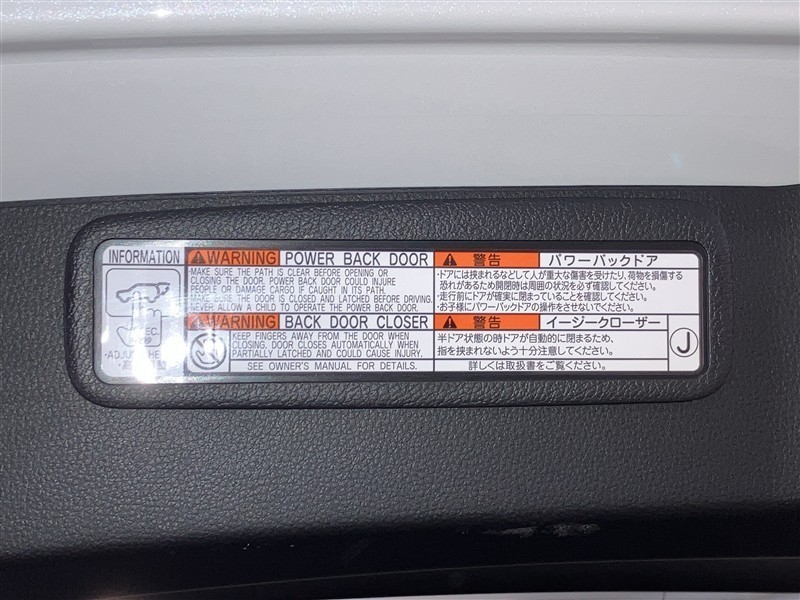 INFORMATION
SEC.
WARNING POWER BACK DOOR
MAKE SURE THE PATH IS CLEAR BEFORE OPENING OR
CLOSING THE DOOR. POWER BACK DOOR COULD INJURE
PEOPLE OR DAMAGE CARGO IF CAUGHT IN ITS PATH.
MAKE SURE THE DOOR IS CLOSED AND LATCHED BEFORE DRIVING.
NEVER ALLOW A CHILD TO OPERATE THE POWER BACK DOOR.
WARNING BACK DOOR CLOSER
KEEP FINGERS AWAY FROM THE DOOR WHEN
CLOSING. DOOR CLOSES AUTOMATICALLY WHEN
PARTIALLY LATCHED AND COULD CAUSE INJURY.
SEE OWNER'S MANUAL FOR DETAILS.
警告 パワーバックドア
・ドアには挟まれるなどして人が重大な傷害を受けたり、荷物を損傷する
恐れがあるため開閉時は周囲の状況を必ず確認してください。
・走行前にドアが確実に閉まっていることを確認してください。
・お子様にパワーバックドアの操作をさせないでください。
警告 イージークローザー
半ドア状態の時ドアが自動的に閉まるため、
指を挟まれないよう十分注意してください。
詳しくは取扱書をご覧ください。
J